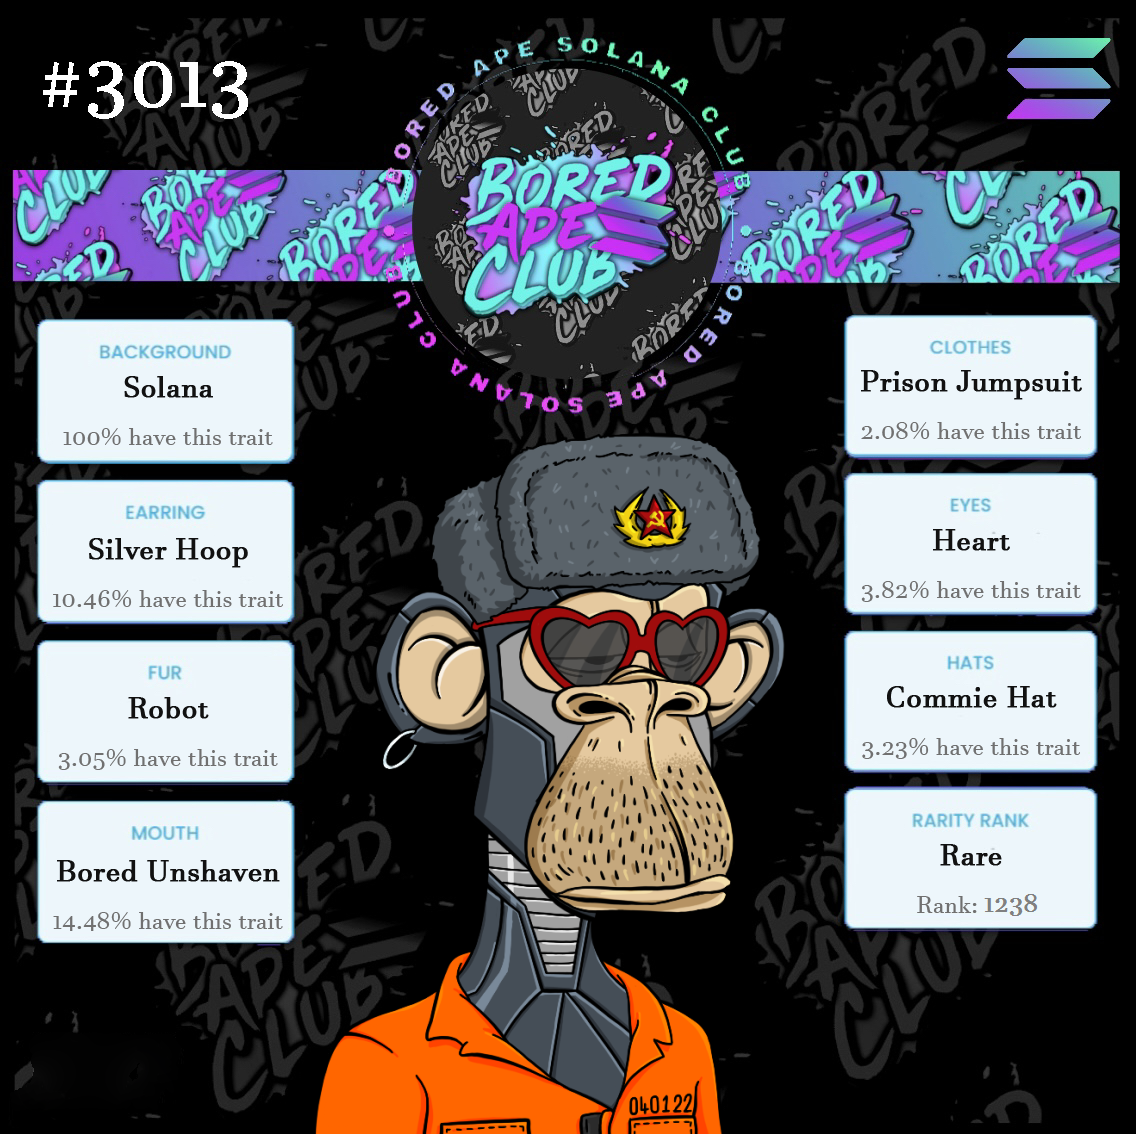 #3013
BORED APE SOLANA CLUB
BORED APE SOLANA CLUB
BORED
APE
CLUB
BACKGROUND
Solana
100% have this trait
EARRING
Silver Hoop
10.46% have this trait
FUR
Robot
3.05% have this trait
MOUTH
Bored Unshaven
14.48% have this trait
CLOTHES
Prison Jumpsuit
2.08% have this trait
EYES
Heart
3.82% have this trait
HATS
Commie Hat
3.23% have this trait
RARITY RANK
Rare
Rank: 1238
040122